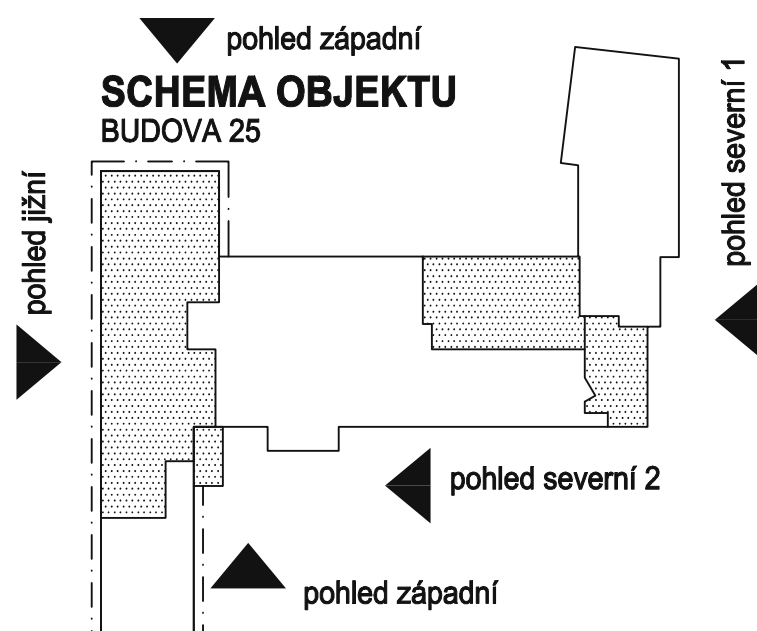 pohled západní
SCHEMA OBJEKTU
BUDOVA 25
pohled jižní
pohled severní 1
pohled severní 2
pohled západní